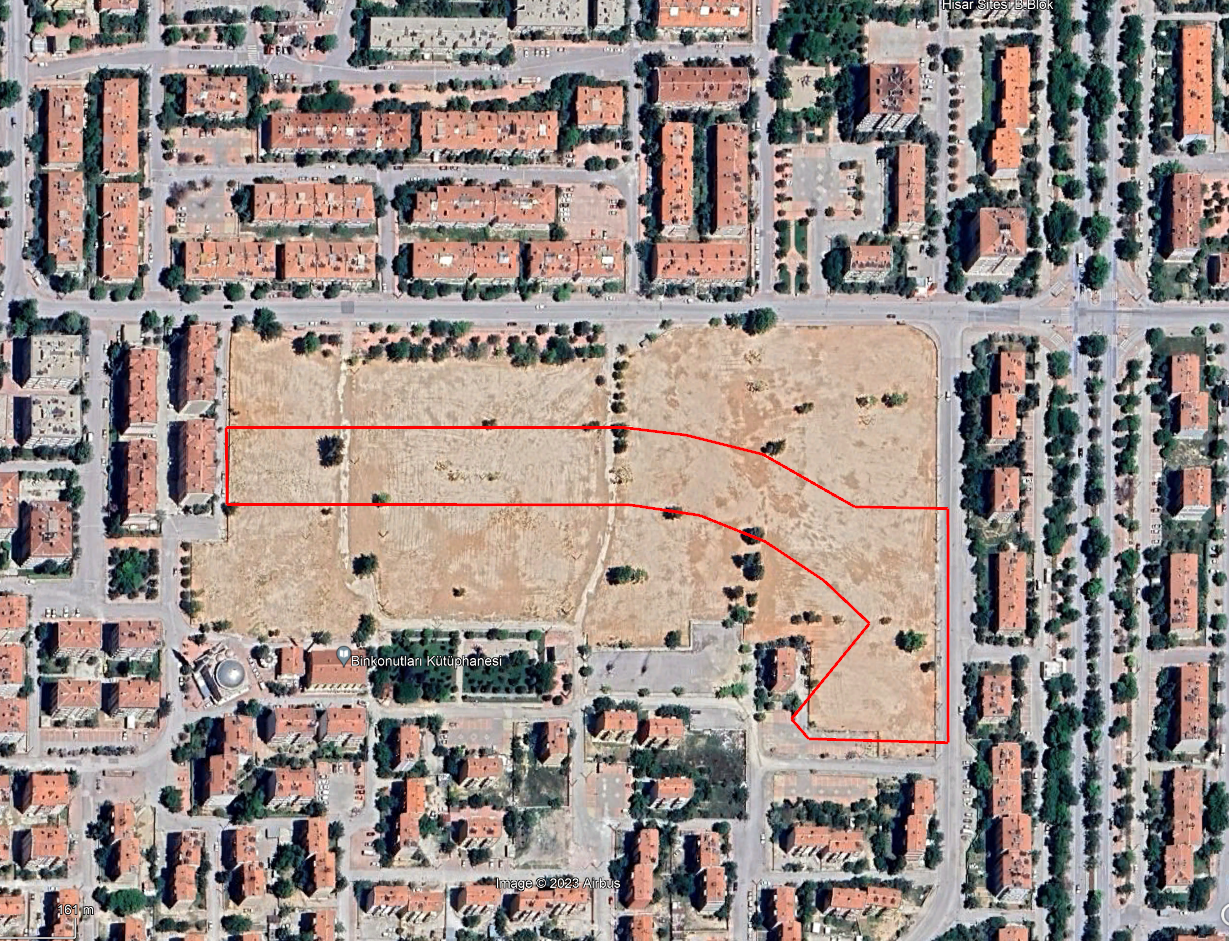 Hisar Sitesi B Blok
Binkonutları Kütüphanesi
Image © 2023 Airbus
161 m